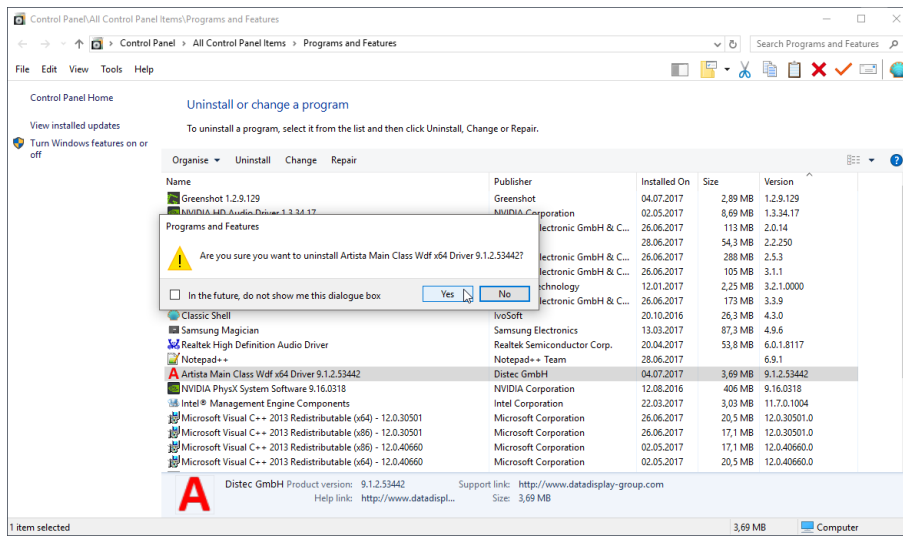 Control Panel\All Control Panel Items\Programs and Features
Control Panel > All Control Panel Items > Programs and Features
Search Programs and Features
File Edit View Tools Help
Control Panel Home
View installed updates
Turn Windows features on or
off
Uninstall or change a program
To uninstall a program, select it from the list and then click Uninstall, Change or Repair.
Organise Uninstall Change Repair
Name Publisher Installed On Size Version
Greenshot 1.2.9.129 Greenshot 04.07.2017 2,89 MB 1.2.9.129
NVIDIA HD Audio Driver 1.3.34.17 NVIDIA Corporation 02.05.2017 8,69 MB 1.3.34.17
lectronic GmbH & C... 26.06.2017 113 MB 2.0.14
28.06.2017 54,3 MB 2.2.250
lectronic GmbH & C... 26.06.2017 288 MB 2.5.3
lectronic GmbH & C... 26.06.2017 105 MB 3.1.1
echnology 12.01.2017 2,25 MB 3.2.1.0000
lectronic GmbH & C... 26.06.2017 173 MB 3.3.9
Programs and Features
Are you sure you want to uninstall Artista Main Class Wdf x64 Driver 9.1.2.53442?
In the future, do not show me this dialogue box Yes No
Classic Shell IvoSoft 20.10.2016 26,3 MB 4.3.0
Samsung Magician Samsung Electronics 13.03.2017 87,3 MB 4.9.6
Realtek High Definition Audio Driver Realtek Semiconductor Corp. 20.04.2017 53,8 MB 6.0.1.8117
Notepad++ Notepad++ Team 28.06.2017 6.9.1
Artista Main Class Wdf x64 Driver 9.1.2.53442 Distec GmbH 04.07.2017 3,69 MB 9.1.2.53442
NVIDIA PhysX System Software 9.16.0318 NVIDIA Corporation 12.08.2016 406 MB 9.16.0318
Intel® Management Engine Components Intel Corporation 22.03.2017 3,03 MB 11.7.0.1004
Microsoft Visual C++ 2013 Redistributable (x64) - 12.0.30501 Microsoft Corporation 26.06.2017 20,5 MB 12.0.30501.0
Microsoft Visual C++ 2013 Redistributable (x86) - 12.0.30501 Microsoft Corporation 26.06.2017 17,1 MB 12.0.30501.0
Microsoft Visual C++ 2013 Redistributable (x86) - 12.0.40660 Microsoft Corporation 02.05.2017 17,1 MB 12.0.40660.0
Microsoft Visual C++ 2013 Redistributable (x64) - 12.0.40660 Microsoft Corporation 02.05.2017 20,5 MB 12.0.40660.0
Distec GmbH Product version: 9.1.2.53442 Support link: http://www.datadisplay-group.com
Help link: http://www.datadispl... Size: 3,69 MB
1 item selected 3,69 MB Computer